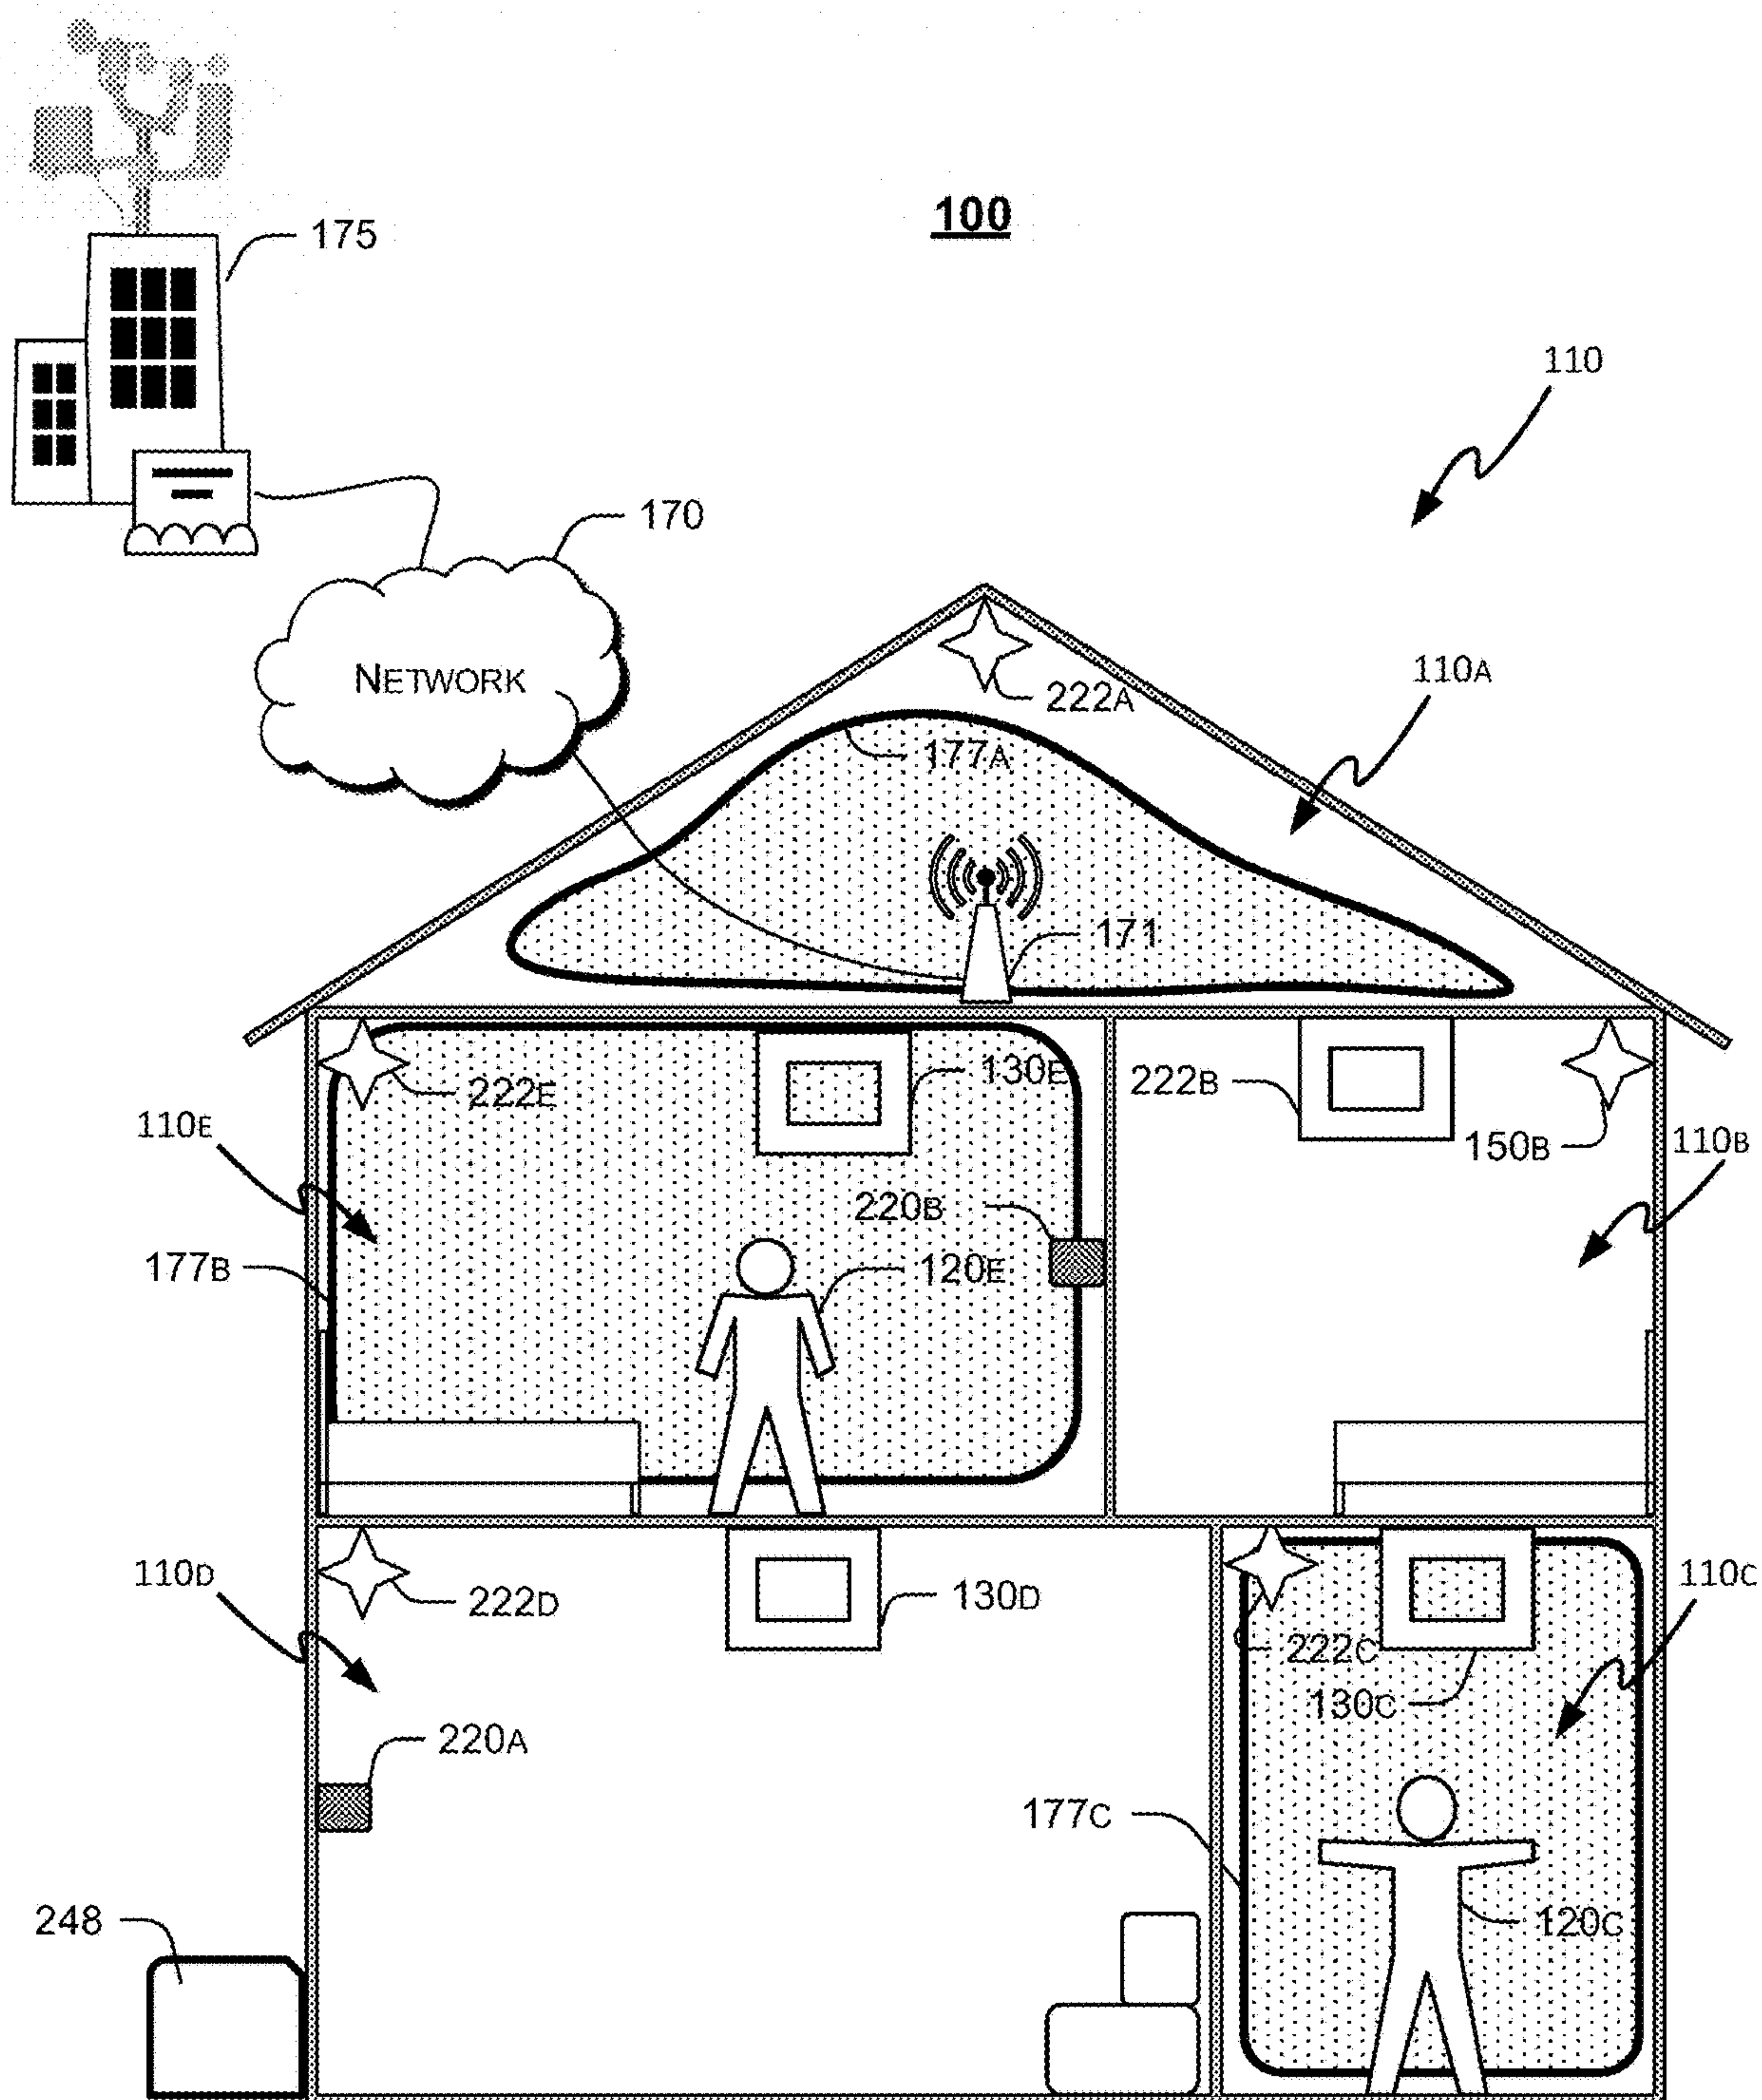 100
175
110
170
NETWORK
110A
222A
177A
171
222E
130E
222B
150B
110E
110B
220B
177B
120E
110D
222D
130D
110C
222C
130C
220A
177C
248
120C